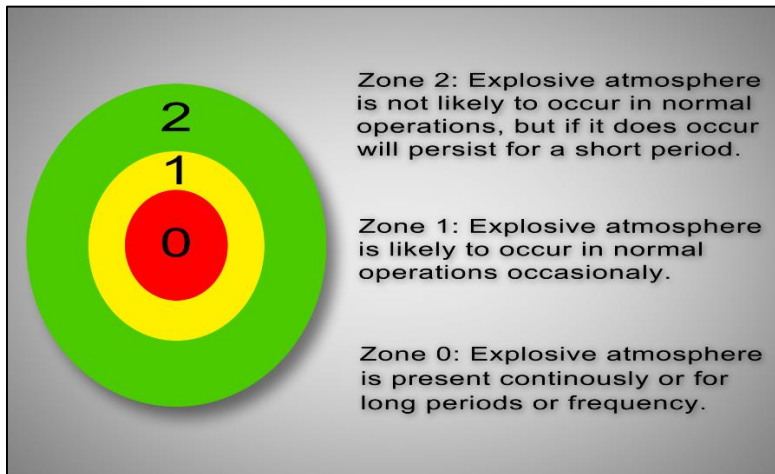 2
1
0
Zone 2: Explosive atmosphere
is not likely to occur in normal
operations, but if it does occur
will persist for a short period.
Zone 1: Explosive atmosphere
is likely to occur in normal
operations occasionaly.
Zone 0: Explosive atmosphere
is present continously or for
long periods or frequency.